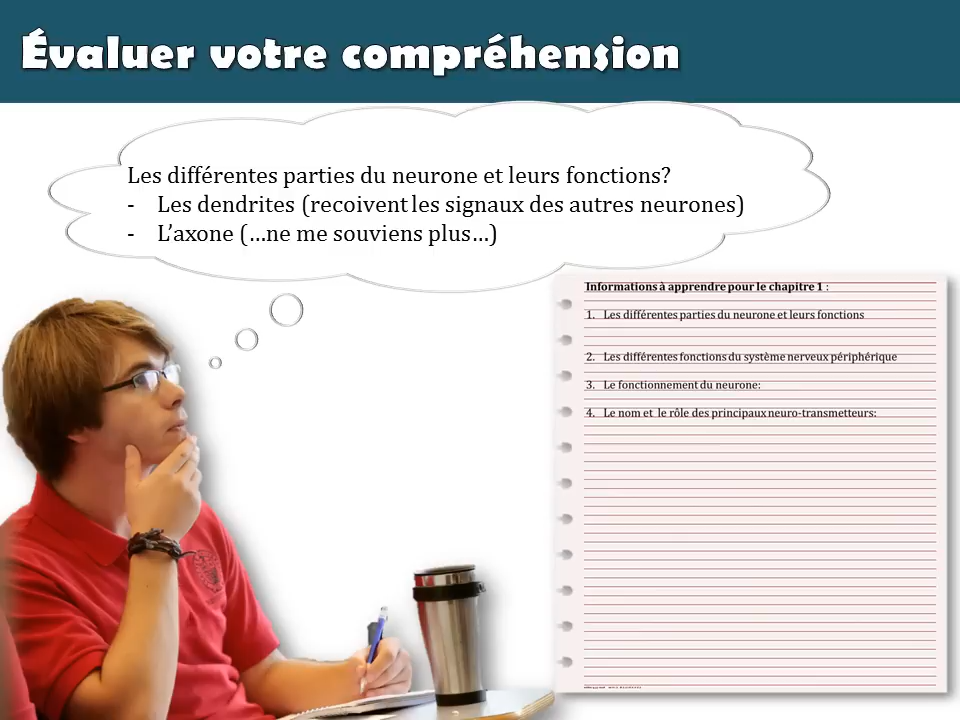 Évaluer votre compréhension
Les différentes parties du neurone et leurs fonctions?
- Les dendrites (recoivent les signaux des autres neurones)
- L’axone (…ne me souviens plus…)
Informations à apprendre pour le chapitre 1 :
1. Les différentes parties du neurone et leurs fonctions
2. Les différentes fonctions du système nerveux périphérique
3. Le fonctionnement du neurone:
4. Le nom et le rôle des principaux neuro-transmetteurs: